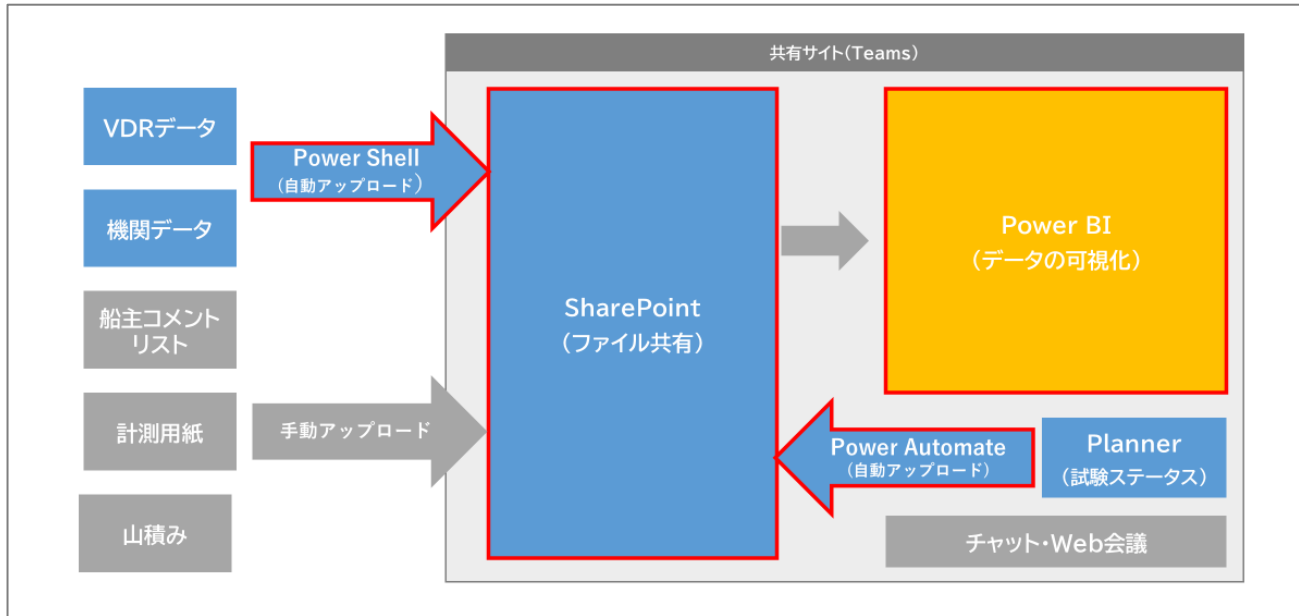 共有サイト(Teams)
VDRデータ
機関データ
船主コメント
リスト
計測用紙
山積み
Power Shell
(自動アップロード)
手動アップロード
SharePoint
(ファイル共有)
Power BI
(データの可視化)
Power Automate
(自動アップロード)
Planner
(試験ステータス)
チャット・Web会議